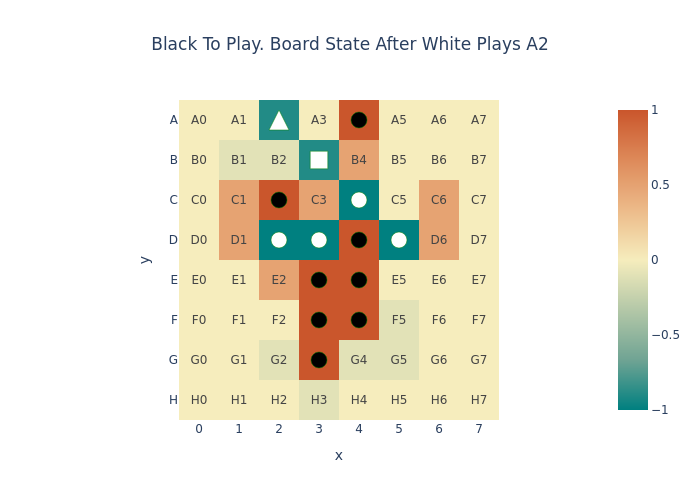 Black To Play. Board State After White Plays A2
A A0 A1 A3 A5 A6 A7
B B0 B1 B2 B4 B5 B6 B7
C C0 C1 C3 C5 C6 C7
D D0 D1 D6 D7
E E0 E1 E2 E5 E6 E7
F F0 F1 F2 F5 F6 F7
G G0 G1 G2 G4 G5 G6 G7
H H0 H1 H2 H3 H4 H5 H6 H7
0 1 2 3 4 5 6 7
x
y
1
0.5
0
−0.5
−1